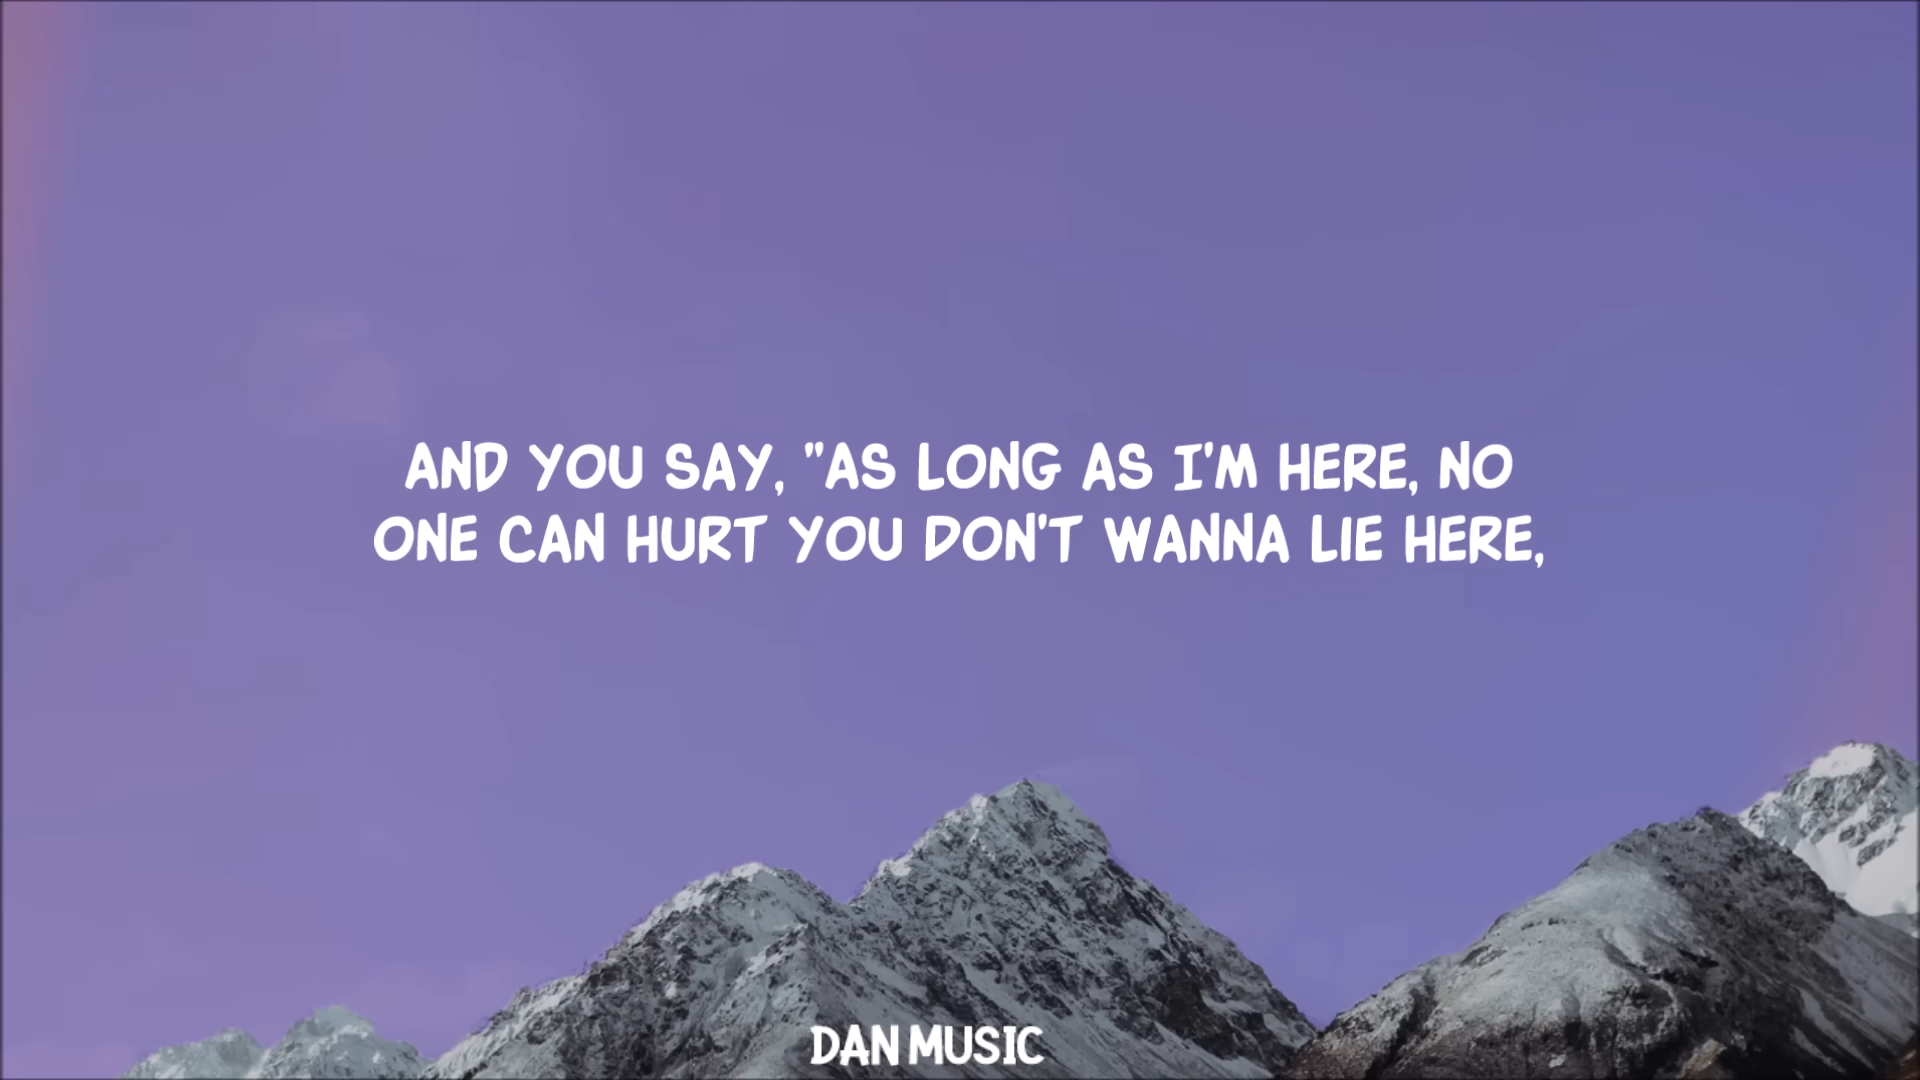 AND YOU SAY, "AS LONG AS I'M HERE, NO
ONE CAN HURT YOU DON'T WANNA LIE HERE,
DAN MUSIC